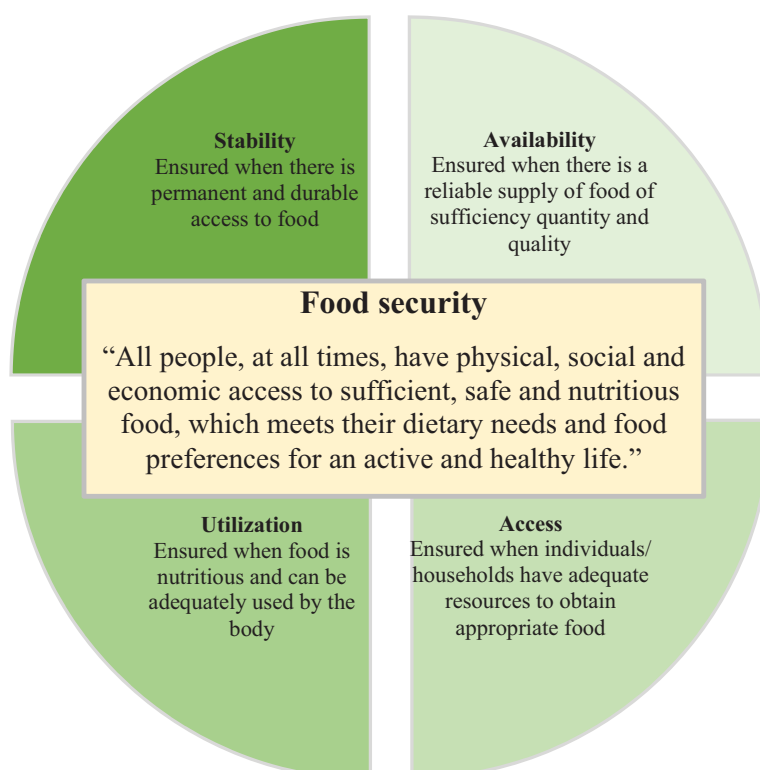 Stability
Ensured when there is
permanent and durable
access to food
Availability
Ensured when there is a
reliable supply of food of
sufficiency quantity and
quality
Food security
“All people, at all times, have physical, social and
economic access to sufficient, safe and nutritious
food, which meets their dietary needs and food
preferences for an active and healthy life.”
Utilization
Ensured when food is
nutritious and can be
adequately used by the
body
Access
Ensured when individuals/
households have adequate
resources to obtain
appropriate food